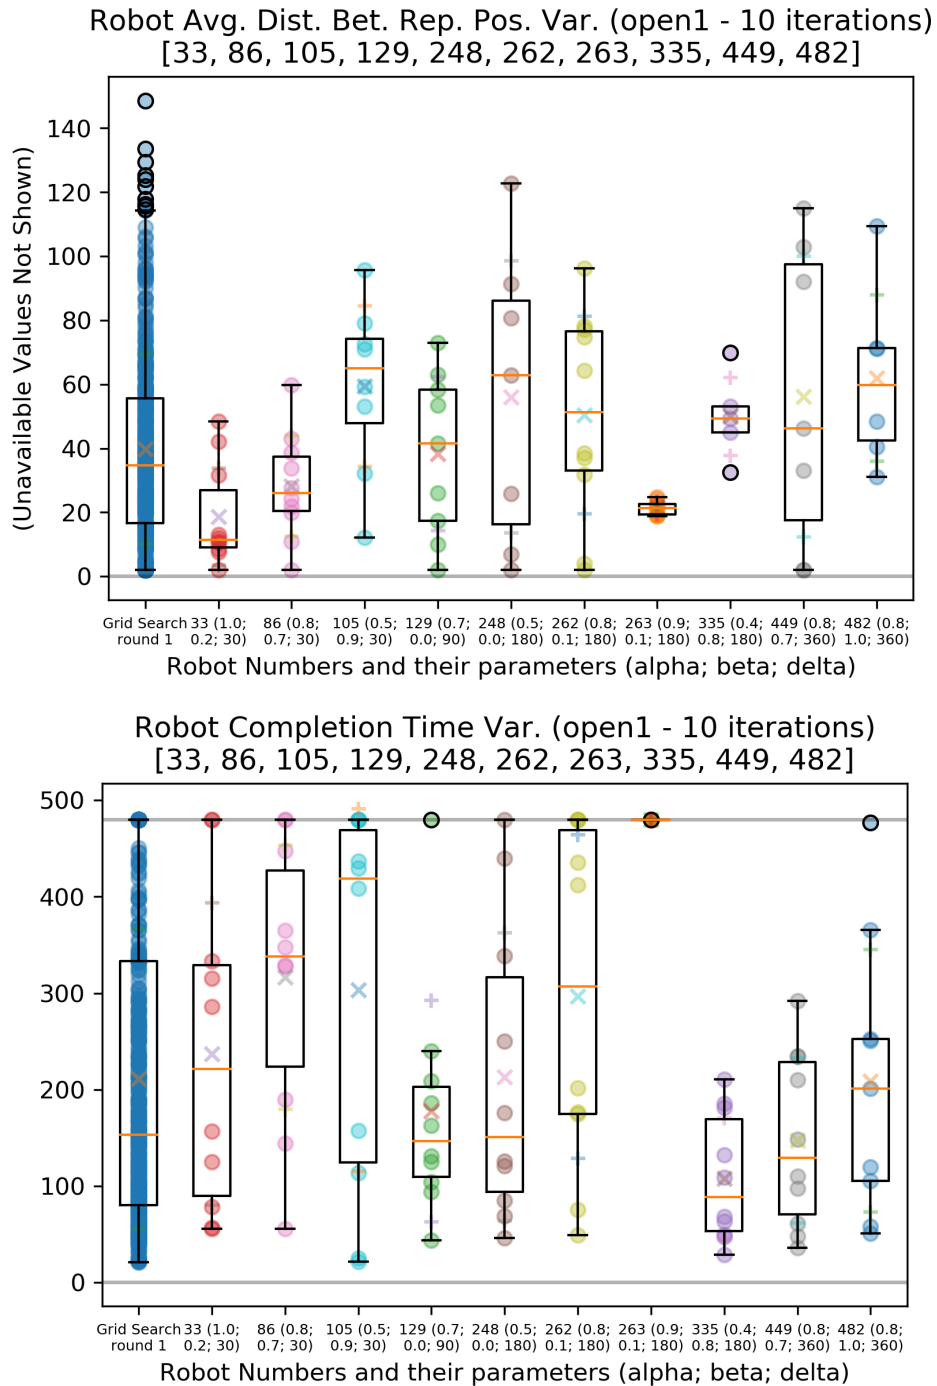 Robot Avg. Dist. Bet. Rep. Pos. Var. (open1 - 10 iterations)
[33, 86, 105, 129, 248, 262, 263, 335, 449, 482]
(Unavailable Values Not Shown)
140
120
100
80
60
40
20
0
Grid Search 33 (1.0; 86 (0.8; 105 (0.5; 129 (0.7; 248 (0.5; 262 (0.8; 263 (0.9; 335 (0.4; 449 (0.8; 482 (0.8;
round 1 0.2; 30) 0.7; 30) 0.9; 30) 0.0; 90) 0.0; 180) 0.1; 180) 0.1; 180) 0.8; 180) 0.7; 360) 1.0; 360)
Robot Numbers and their parameters (alpha; beta; delta)
Robot Completion Time Var. (open1 - 10 iterations)
[33, 86, 105, 129, 248, 262, 263, 335, 449, 482]
500
400
300
200
100
0
Grid Search 33 (1.0; 86 (0.8; 105 (0.5; 129 (0.7; 248 (0.5; 262 (0.8; 263 (0.9; 335 (0.4; 449 (0.8; 482 (0.8;
round 1 0.2; 30) 0.7; 30) 0.9; 30) 0.0; 90) 0.0; 180) 0.1; 180) 0.1; 180) 0.8; 180) 0.7; 360) 1.0; 360)
Robot Numbers and their parameters (alpha; beta; delta)